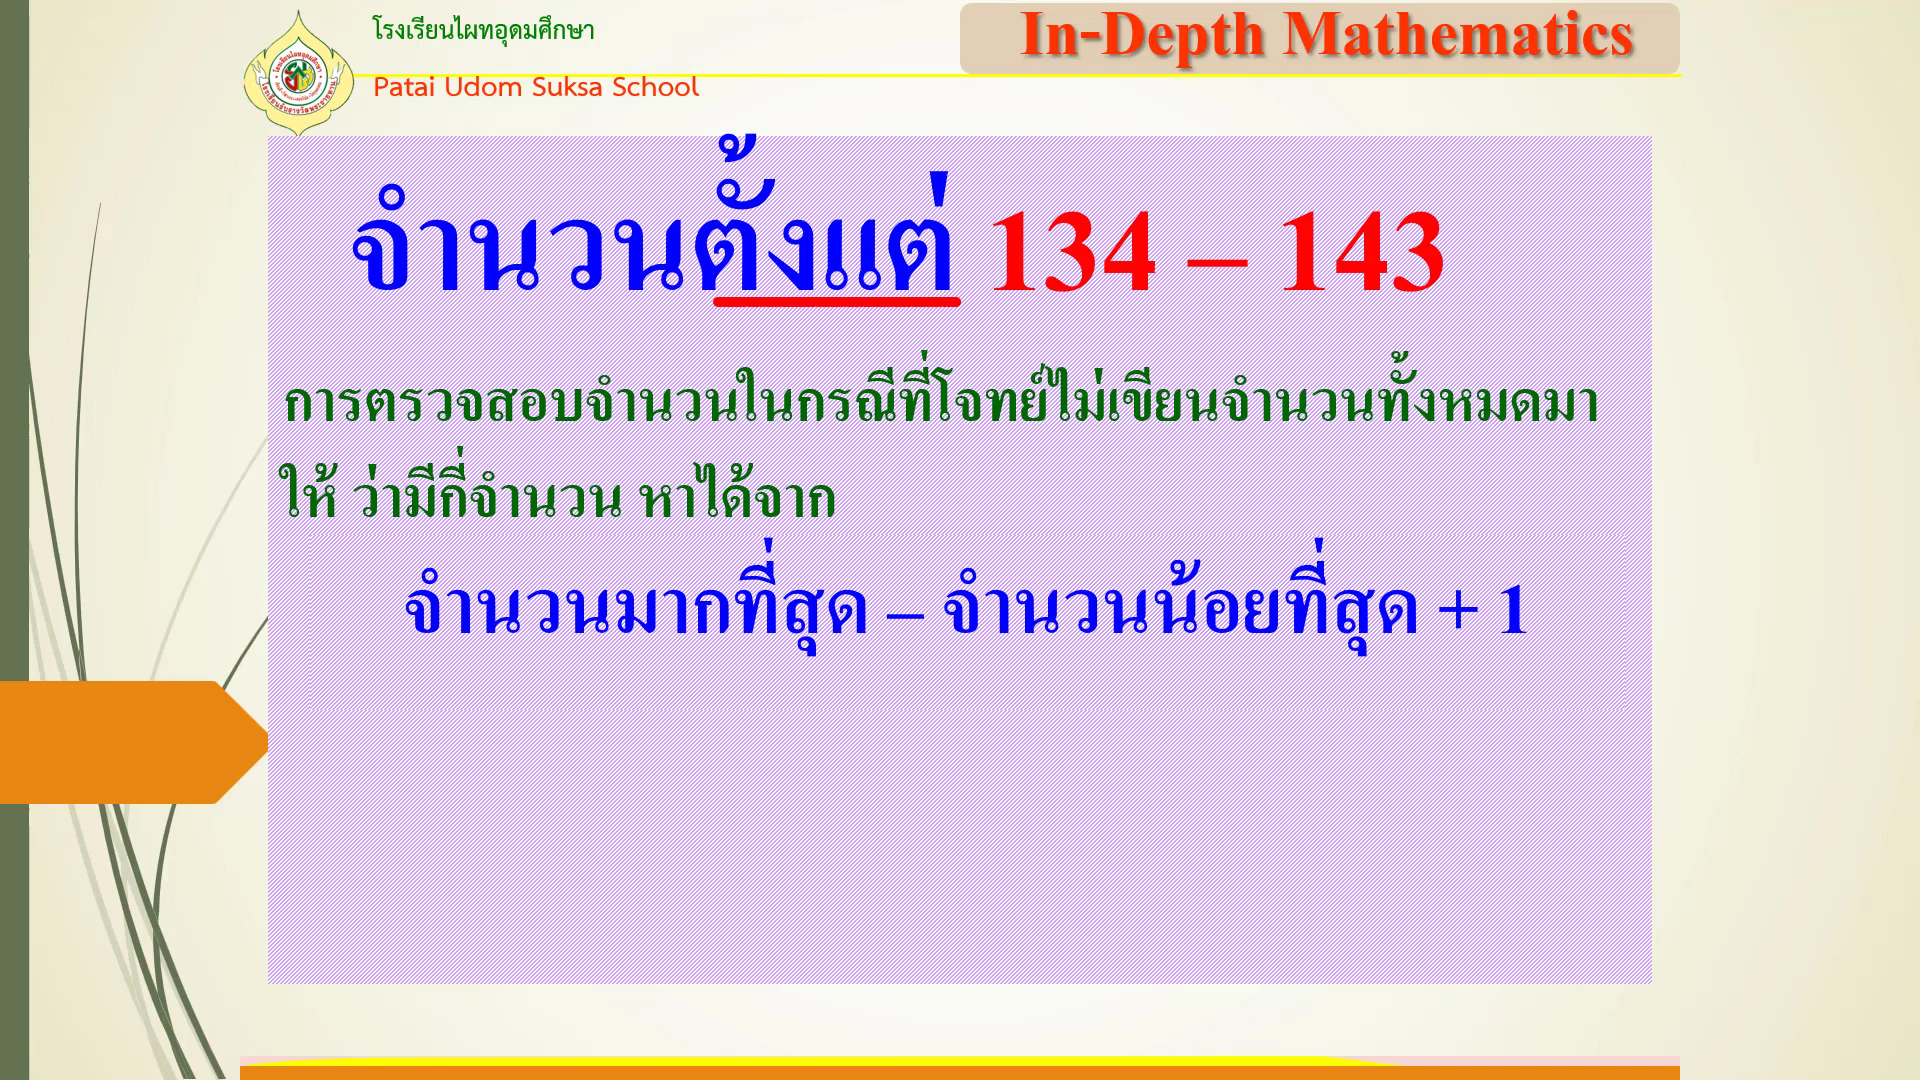 โรงเรียนไผทอุดมศึกษา
In-Depth Mathematics
Patai Udom Suksa School
จำนวนตั้งแต่ 134 – 143
การตรวจสอบจำนวนในกรณีที่โจทย์ไม่เขียนจำนวนทั้งหมดมา
ให้ ว่ามีกี่จำนวน หาได้จาก
จำนวนมากที่สุด – จำนวนน้อยที่สุด + 1